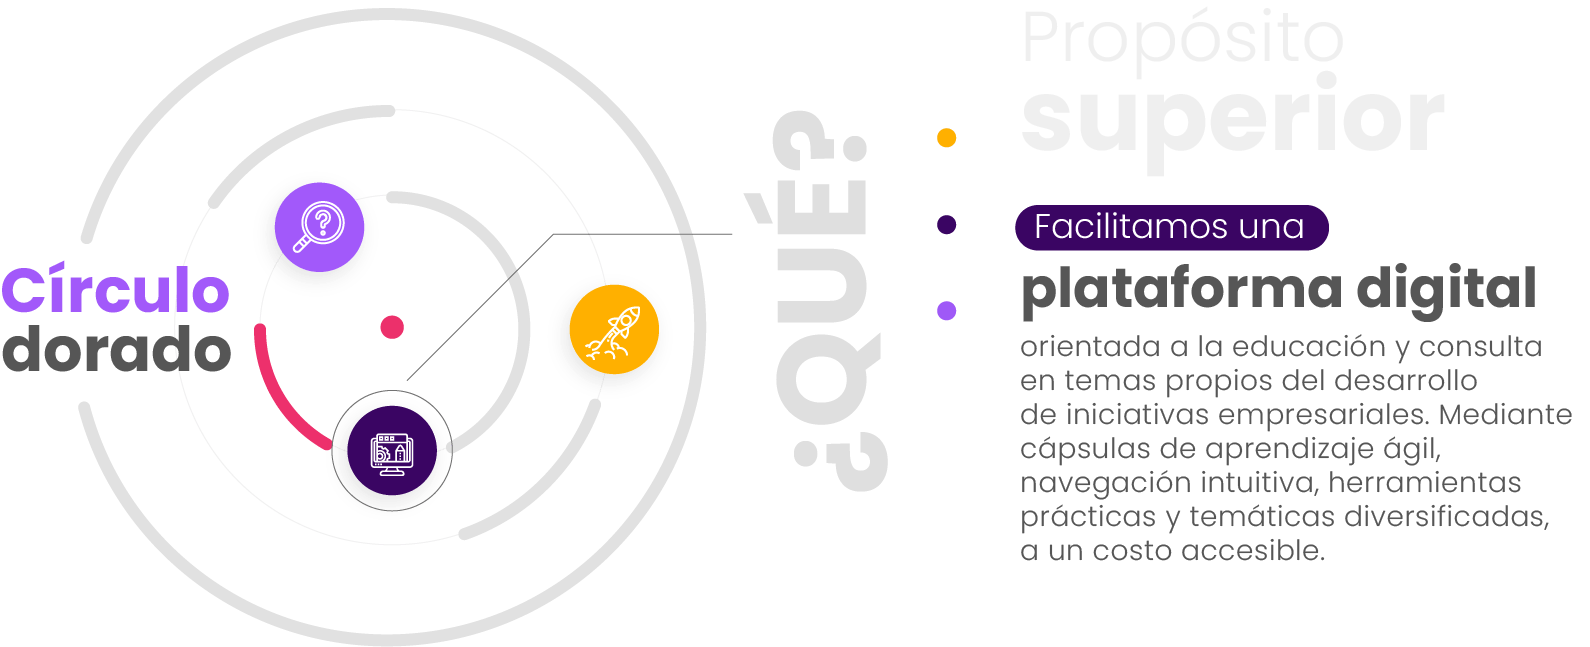 Círculo
dorado
¿QUÉ?
Propósito
superior
Facilitamos una
plataforma digital
orientada a la educación y consulta
en temas propios del desarrollo
de iniciativas empresariales. Mediante
cápsulas de aprendizaje ágil,
navegación intuitiva, herramientas
prácticas y temáticas diversificadas,
a un costo accesible.